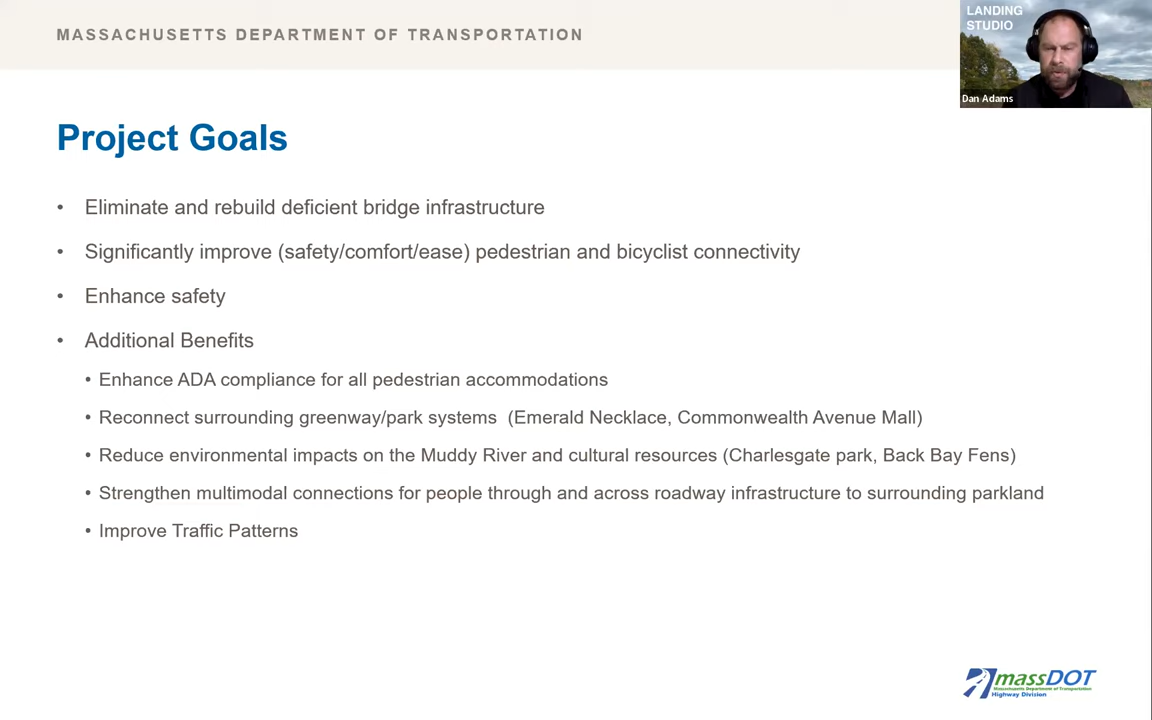 MASSACHUSETTS DEPARTMENT OF TRANSPORTATION
LANDING
STUDIO
Dan Adams
Project Goals
• Eliminate and rebuild deficient bridge infrastructure
• Significantly improve (safety/comfort/ease) pedestrian and bicyclist connectivity
• Enhance safety
• Additional Benefits
• Enhance ADA compliance for all pedestrian accommodations
• Reconnect surrounding greenway/park systems (Emerald Necklace, Commonwealth Avenue Mall)
• Reduce environmental impacts on the Muddy River and cultural resources (Charlesgate park, Back Bay Fens)
• Strengthen multimodal connections for people through and across roadway infrastructure to surrounding parkland
• Improve Traffic Patterns
massDOT
Massachusetts Department of Transportation
Highway Division